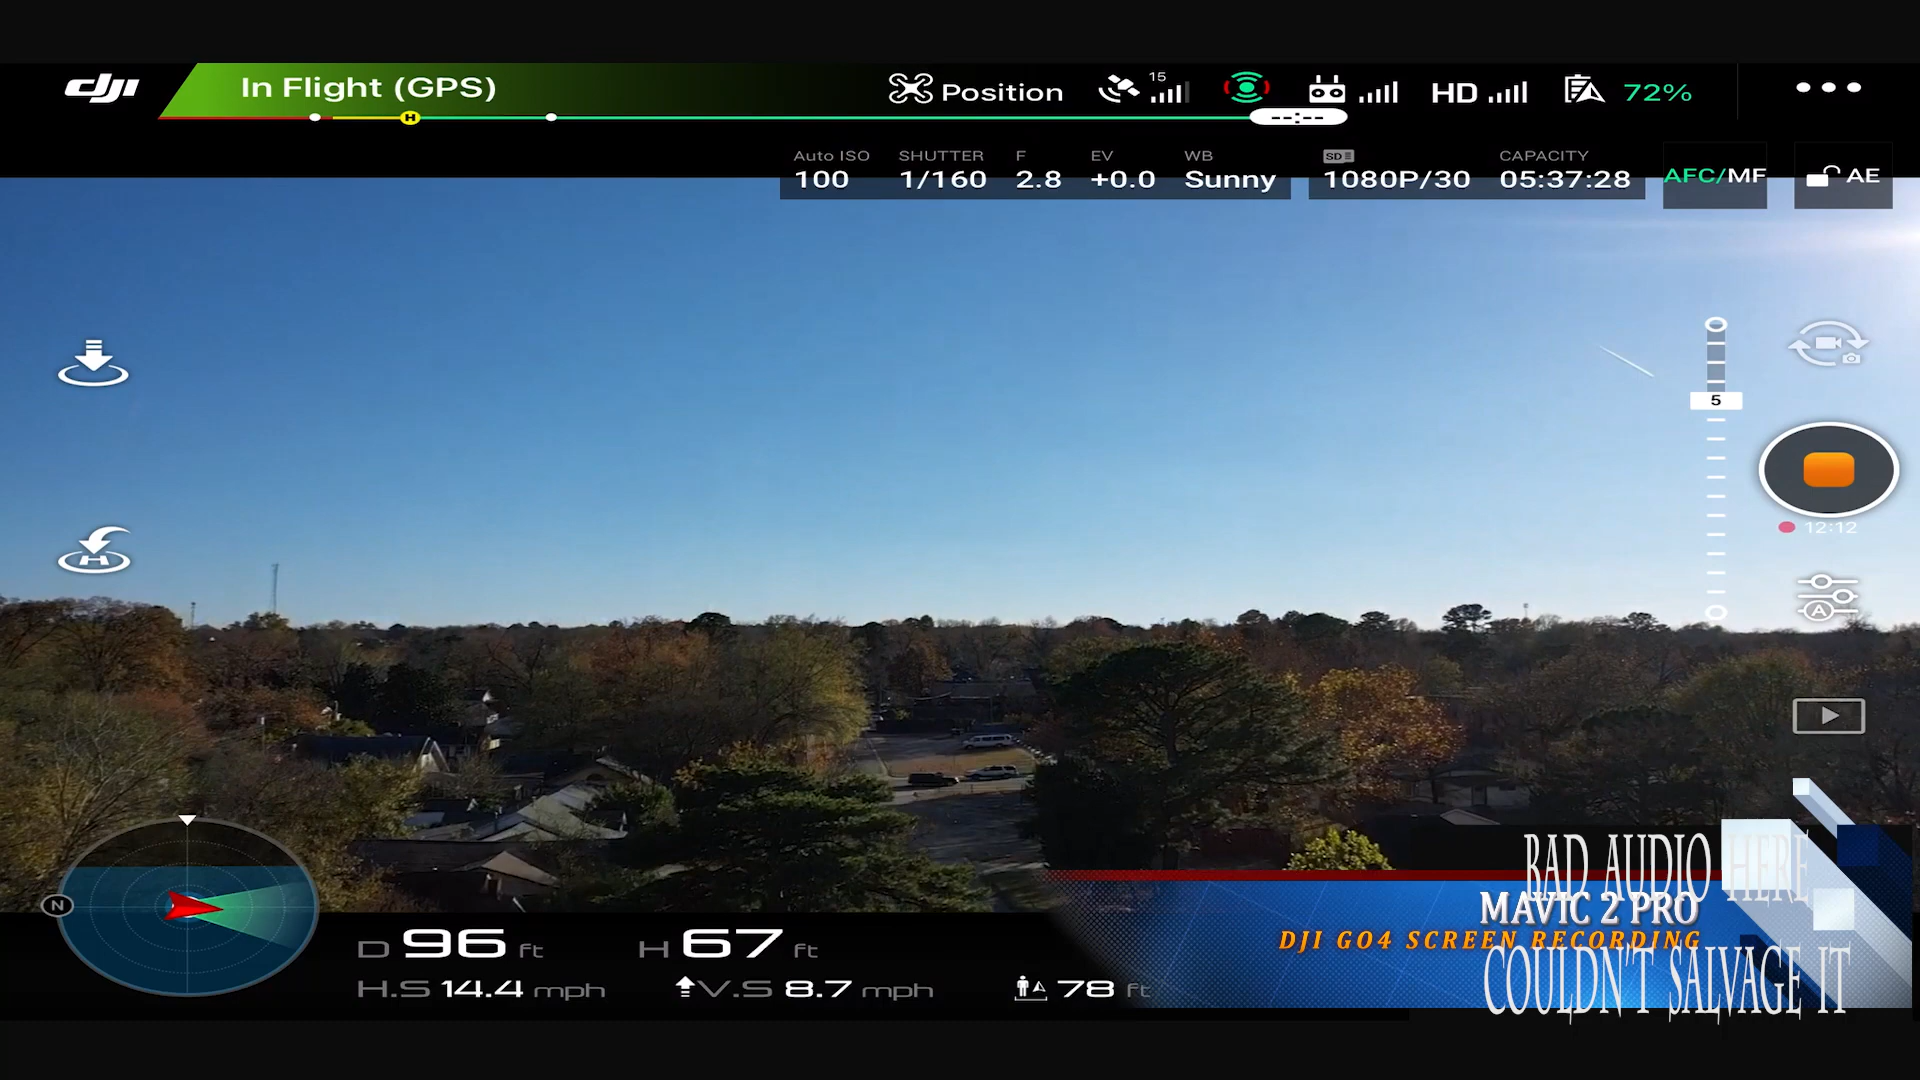 dji In Flight (GPS) Position 15 HD 72%
--:--
Auto ISO SHUTTER F EV WB SD CAPACITY
100 1/160 2.8 +0.0 Sunny 1080P/30 05:37:28 AFC/MF AE
5
12:12
A
H
N
BAD AUDIO HERE
MAVIC 2 PRO
DJI GO4 SCREEN RECORDING
COULDN'T SALVAGE IT
D 96 ft H 67 ft
H.S 14.4 mph V.S 8.7 mph 78 ft